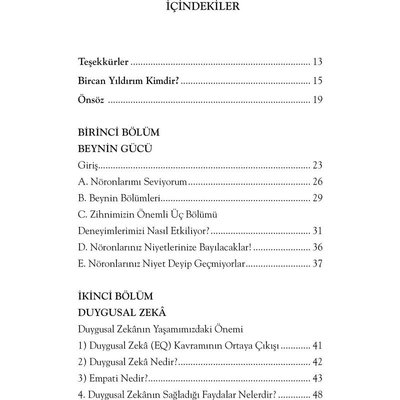 İÇİNDEKİLER
Teşekkürler ........................................................ 13
Bircan Yıldırım Kimdir? ........................................ 15
Önsöz ................................................................ 19
BİRİNCİ BÖLÜM
BEYNİN GÜCÜ
Giriş................................................................... 23
A. Nöronlarımı Seviyorum ..................................... 26
B. Beynin Bölümleri .............................................. 29
C. Zihnimizin Önemli Üç Bölümü
Deneyimlerimizi Nasıl Etkiliyor? ............................ 31
D. Nöronlarınız Niyetlerinize Bayılacaklar! .............. 36
E. Nöronlarınız Niyet Deyip Geçmiyorlar................. 37
İKİNCİ BÖLÜM
DUYGUSAL ZEKÂ
Duygusal Zekânın Yaşamımızdaki Önemi
1) Duygusal Zekâ (EQ) Kavramının Ortaya Çıkışı ............ 41
2) Duygusal Zekâ Nedir? ........................................ 42
3) Empati Nedir? .................................................. 43
4. Duygusal Zekânın Sağladığı Faydalar Nelerdir? ........ 48